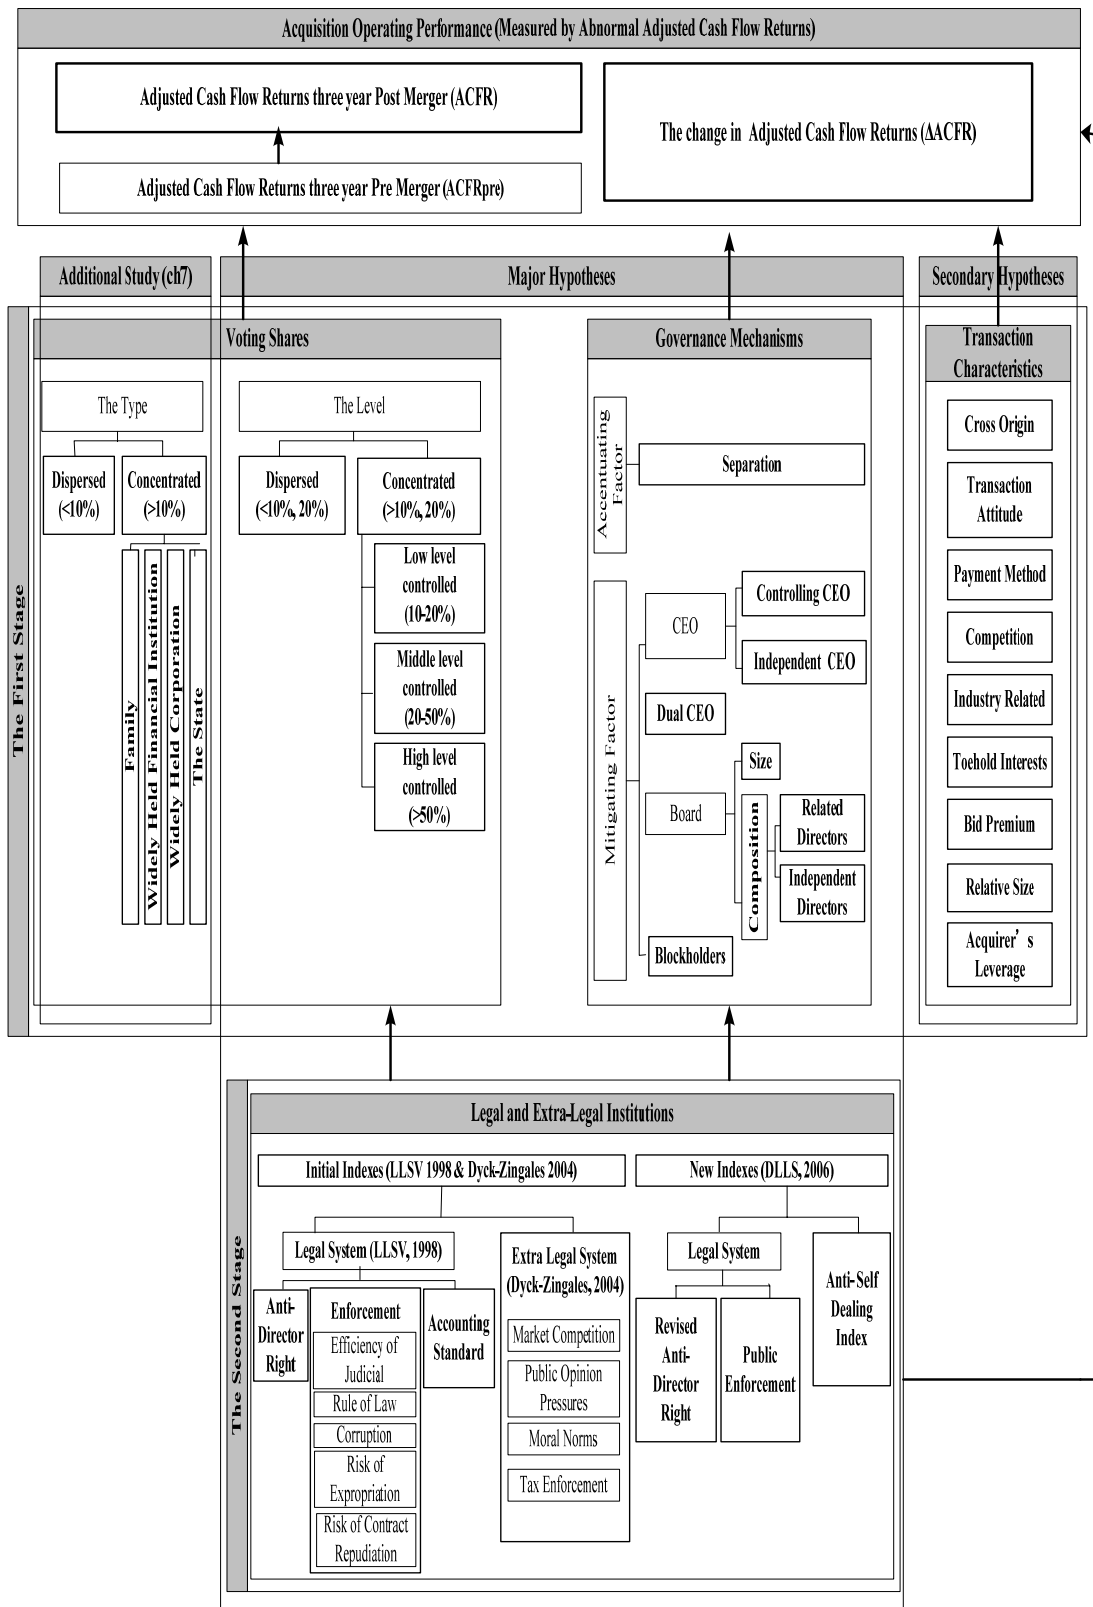 Acquisition Operating Performance (Measured by Abnormal Adjusted Cash Flow Returns)
Adjusted Cash Flow Returns three year Post Merger (ACFR)
The change in Adjusted Cash Flow Returns (ΔACFR)
Adjusted Cash Flow Returns three year Pre Merger (ACFRpre)
Additional Study (ch7)
Major Hypotheses
Secondary Hypotheses
The First Stage
Voting Shares
The Type
Dispersed
(<10%)
Concentrated
(>10%)
Family
Widely Held Financial Institution
Widely Held Corporation
The State
The Level
Dispersed
(<10%, 20%)
Concentrated
(>10%, 20%)
Low level
controlled
(10-20%)
Middle level
controlled
(20-50%)
High level
controlled
(>50%)
Governance Mechanisms
Accentuating
Factor
Separation
Mitigating Factor
CEO
Controlling CEO
Independent CEO
Dual CEO
Board
Size
Composition
Related
Directors
Independent
Directors
Blockholders
Transaction
Characteristics
Cross Origin
Transaction
Attitude
Payment Method
Competition
Industry Related
Toehold Interests
Bid Premium
Relative Size
Acquirer's
Leverage
The Second Stage
Legal and Extra-Legal Institutions
Initial Indexes (LLSV 1998 & Dyck-Zingales 2004)
New Indexes (DLLS, 2006)
Legal System (LLSV, 1998)
Anti-
Director
Right
Enforcement
Efficiency of
Judicial
Rule of Law
Corruption
Risk of
Expropriation
Risk of Contract
Repudiation
Accounting
Standard
Extra Legal System
(Dyck-Zingales, 2004)
Market Competition
Public Opinion
Pressures
Moral Norms
Tax Enforcement
Legal System
Revised
Anti-
Director
Right
Public
Enforcement
Anti-Self
Dealing
Index